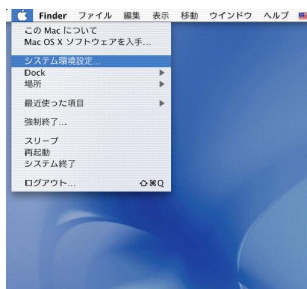 Finder ファイル 編集 表示 移動 ウインドウ ヘルプ
この Mac について
Mac OS X ソフトウェアを入手...
システム環境設定...
Dock
場所
最近使った項目
強制終了...
スリープ
再起動
システム終了
ログアウト... ⇧⌘Q